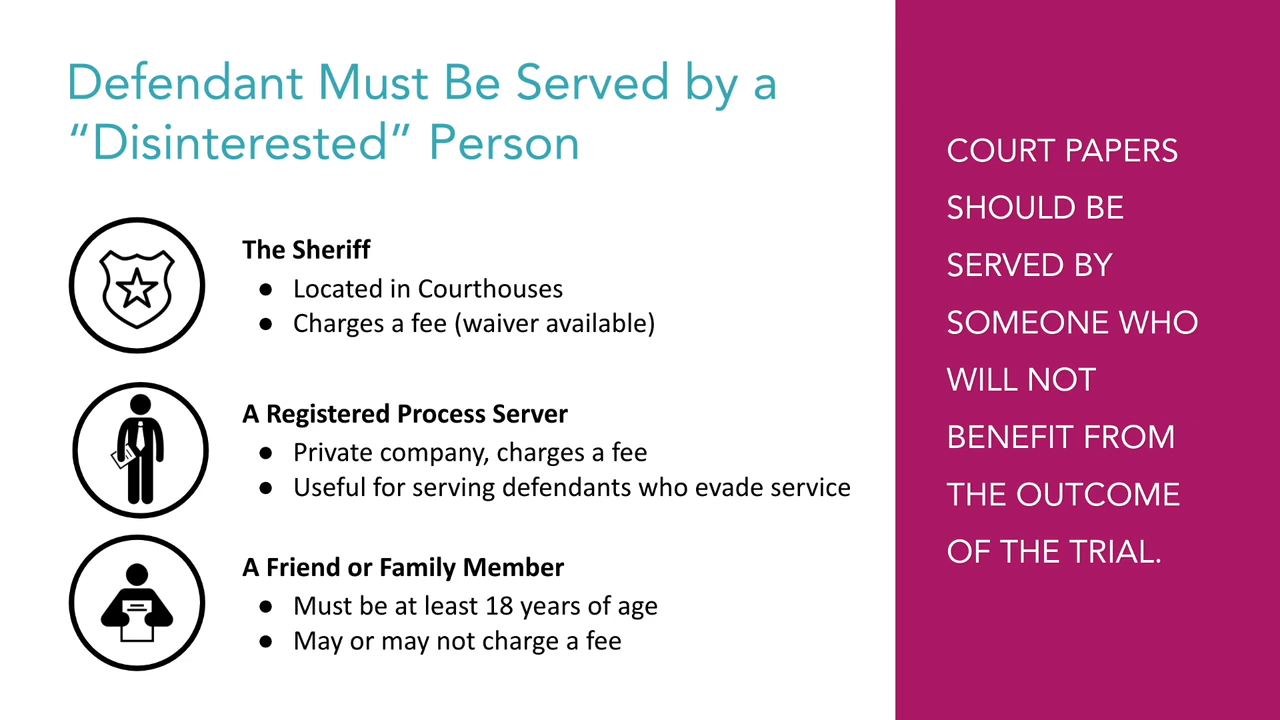 Defendant Must Be Served by a
“Disinterested” Person
The Sheriff
● Located in Courthouses
● Charges a fee (waiver available)
A Registered Process Server
● Private company, charges a fee
● Useful for serving defendants who evade service
A Friend or Family Member
● Must be at least 18 years of age
● May or may not charge a fee
COURT PAPERS
SHOULD BE
SERVED BY
SOMEONE WHO
WILL NOT
BENEFIT FROM
THE OUTCOME
OF THE TRIAL.